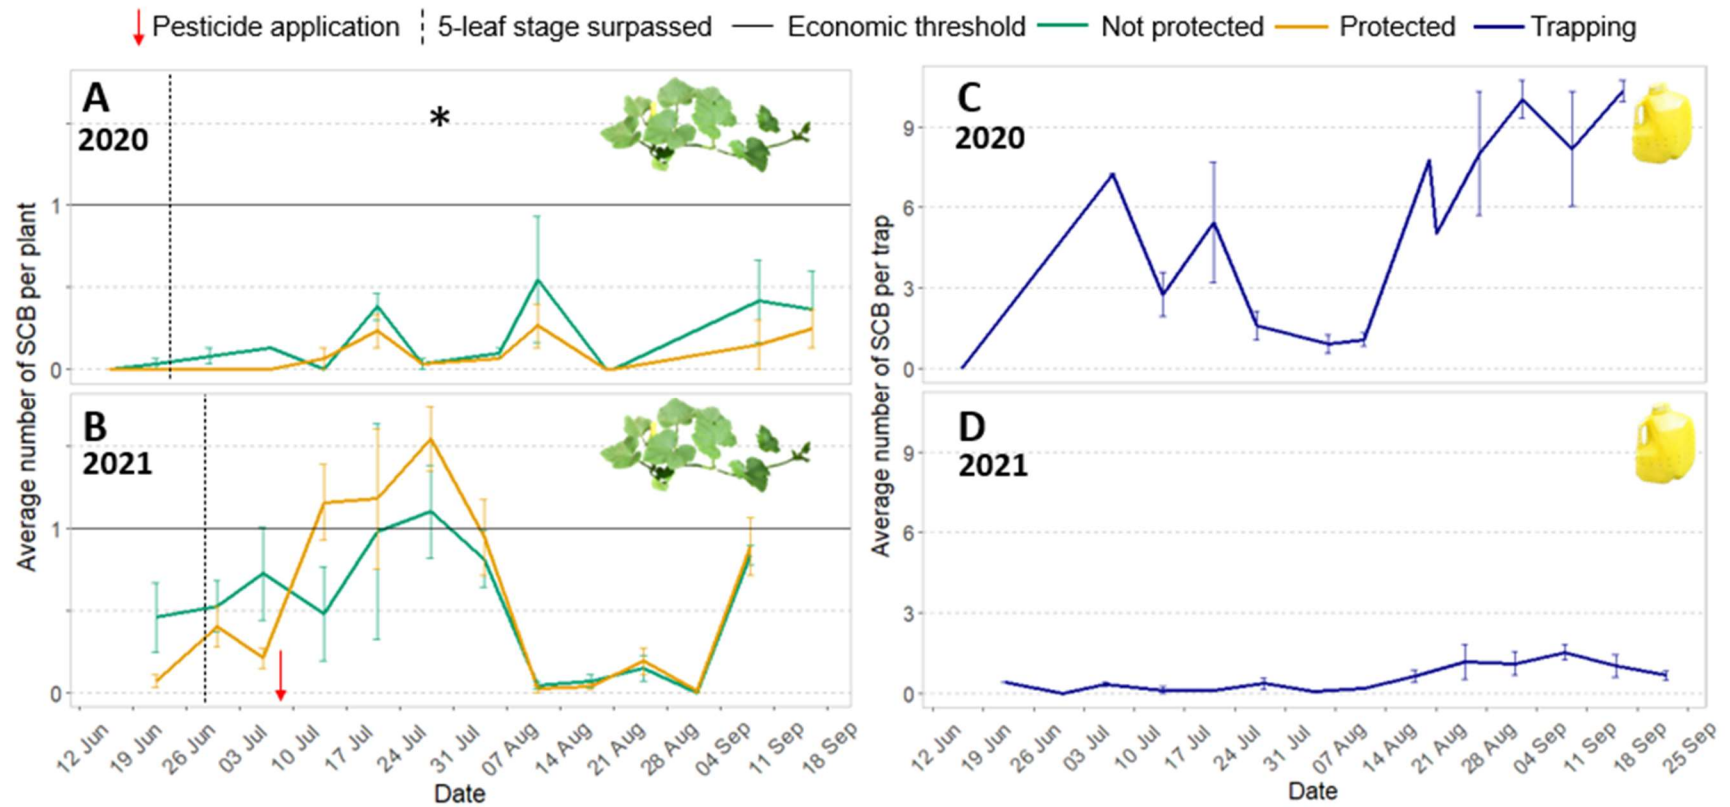 Pesticide application 5-leaf stage surpassed Economic threshold Not protected Protected Trapping
A
2020
*
1
0
B
2021
1
0
Average number of SCB per plant
12 Jun 19 Jun 26 Jun 03 Jul 10 Jul 17 Jul 24 Jul 31 Jul 07 Aug 14 Aug 21 Aug 28 Aug 04 Sep 11 Sep 18 Sep
Date
C
2020
9
6
3
0
D
2021
9
6
3
0
Average number of SCB per trap
12 Jun 19 Jun 26 Jun 03 Jul 10 Jul 17 Jul 24 Jul 31 Jul 07 Aug 14 Aug 21 Aug 28 Aug 04 Sep 11 Sep 18 Sep 25 Sep
Date